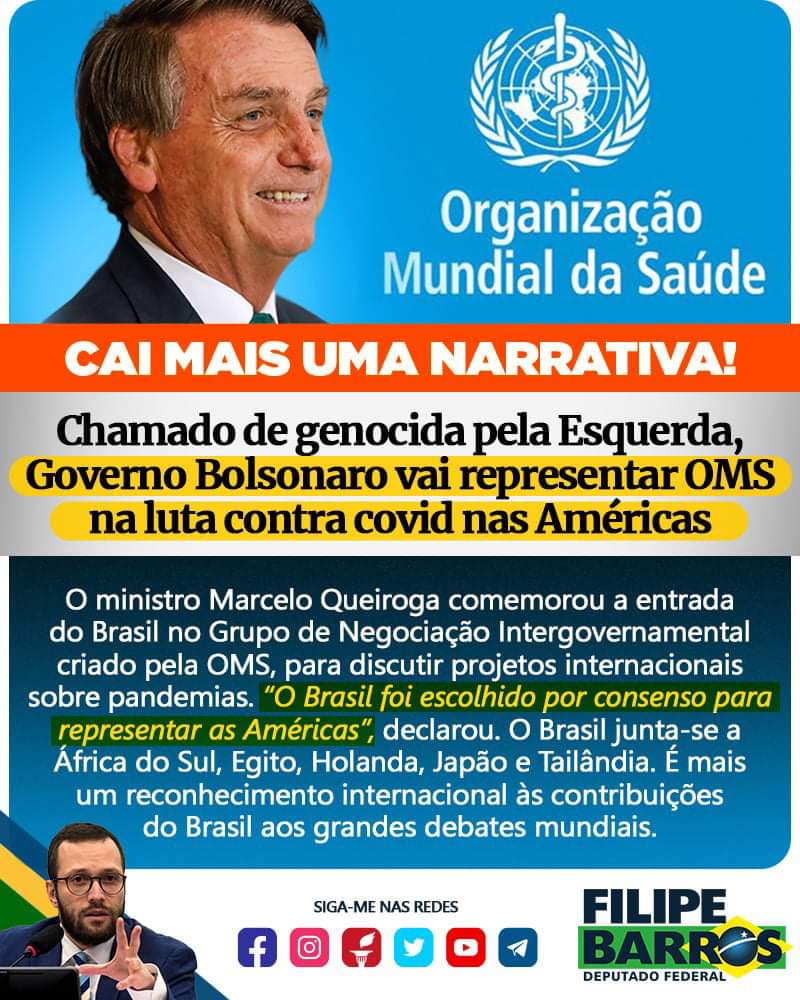 Organização
Mundial da Saúde
CAI MAIS UMA NARRATIVA!
Chamado de genocida pela Esquerda,
Governo Bolsonaro vai representar OMS
na luta contra covid nas Américas
O ministro Marcelo Queiroga comemorou a entrada
do Brasil no Grupo de Negociação Intergovernamental
criado pela OMS, para discutir projetos internacionais
sobre pandemias. “O Brasil foi escolhido por consenso para
representar as Américas”, declarou. O Brasil junta-se a
África do Sul, Egito, Holanda, Japão e Tailândia. É mais
um reconhecimento internacional às contribuições
do Brasil aos grandes debates mundiais.
SIGA-ME NAS REDES
FILIPE
BARROS
DEPUTADO FEDERAL